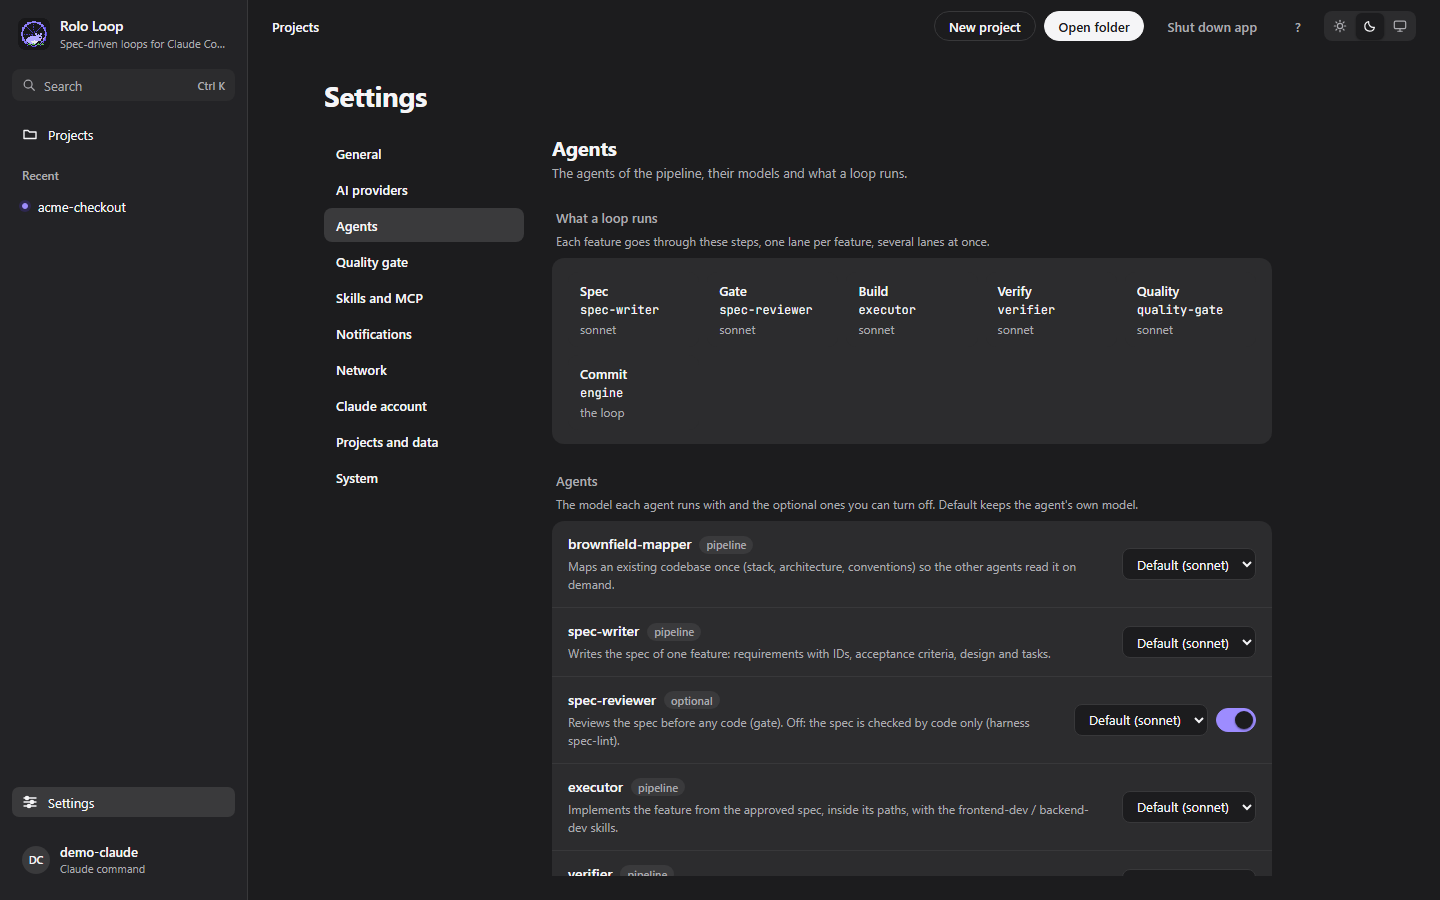 Rolo Loop
Spec-driven loops for Claude Co...
Search
Ctrl K
Projects
Recent
acme-checkout
Settings
DC
demo-claude
Claude command
Projects
New project
Open folder
Shut down app
?
Settings
General
AI providers
Agents
Quality gate
Skills and MCP
Notifications
Network
Claude account
Projects and data
System
Agents
The agents of the pipeline, their models and what a loop runs.
What a loop runs
Each feature goes through these steps, one lane per feature, several lanes at once.
Spec
spec-writer
sonnet
Gate
spec-reviewer
sonnet
Build
executor
sonnet
Verify
verifier
sonnet
Quality
quality-gate
sonnet
Commit
engine
the loop
Agents
The model each agent runs with and the optional ones you can turn off. Default keeps the agent's own model.
brownfield-mapper pipeline
Maps an existing codebase once (stack, architecture, conventions) so the other agents read it on
demand.
Default (sonnet)
spec-writer pipeline
Writes the spec of one feature: requirements with IDs, acceptance criteria, design and tasks.
Default (sonnet)
spec-reviewer optional
Reviews the spec before any code (gate). Off: the spec is checked by code only (harness
spec-lint).
Default (sonnet)
executor pipeline
Implements the feature from the approved spec, inside its paths, with the frontend-dev / backend-
dev skills.
Default (sonnet)
verifier pipeline